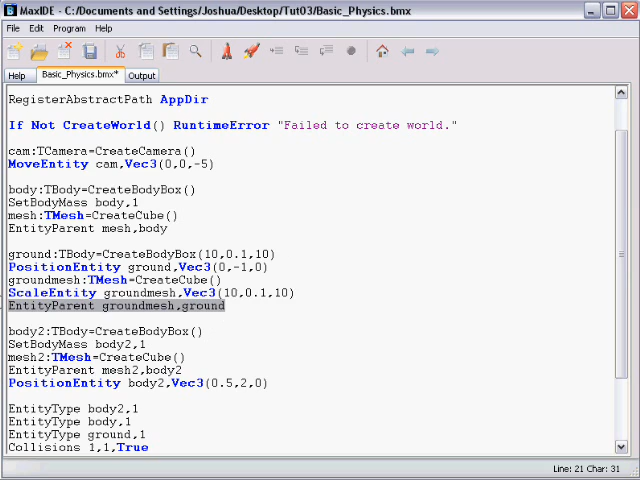 MaxIDE - C:/Documents and Settings/Joshua/Desktop/Tut03/Basic_Physics.bmx
File Edit Program Help
Help Basic_Physics.bmx* Output
RegisterAbstractPath AppDir
If Not CreateWorld() RuntimeError "Failed to create world."
cam:TCamera=CreateCamera()
MoveEntity cam,Vec3(0,0,-5)
body:TBody=CreateBodyBox()
SetBodyMass body,1
mesh:TMesh=CreateCube()
EntityParent mesh,body
ground:TBody=CreateBodyBox(10,0.1,10)
PositionEntity ground,Vec3(0,-1,0)
groundmesh:TMesh=CreateCube()
ScaleEntity groundmesh,Vec3(10,0.1,10)
EntityParent groundmesh,ground
body2:TBody=CreateBodyBox()
SetBodyMass body2,1
mesh2:TMesh=CreateCube()
EntityParent mesh2,body2
PositionEntity body2,Vec3(0.5,2,0)
EntityType body2,1
EntityType body,1
EntityType ground,1
Collisions 1,1,True
Line: 21 Char: 31